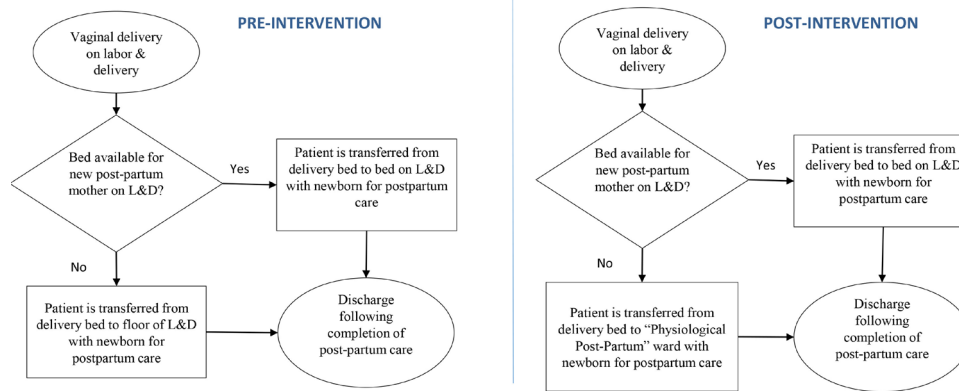 PRE-INTERVENTION
Vaginal delivery
on labor &
delivery
Bed available for
new post-partum
mother on L&D?
Yes
Patient is transferred from
delivery bed to bed on L&D
with newborn for postpartum
care
No
Patient is transferred from
delivery bed to floor of L&D
with newborn for
postpartum care
Discharge
following
completion of
post-partum care
POST-INTERVENTION
Vaginal delivery
on labor &
delivery
Bed available for
new post-partum
mother on L&D?
Yes
Patient is transferred from
delivery bed to bed on L&D
with newborn for
postpartum care
No
Patient is transferred from
delivery bed to “Physiological
Post-Partum” ward with
newborn for postpartum care
Discharge
following
completion of
post-partum care